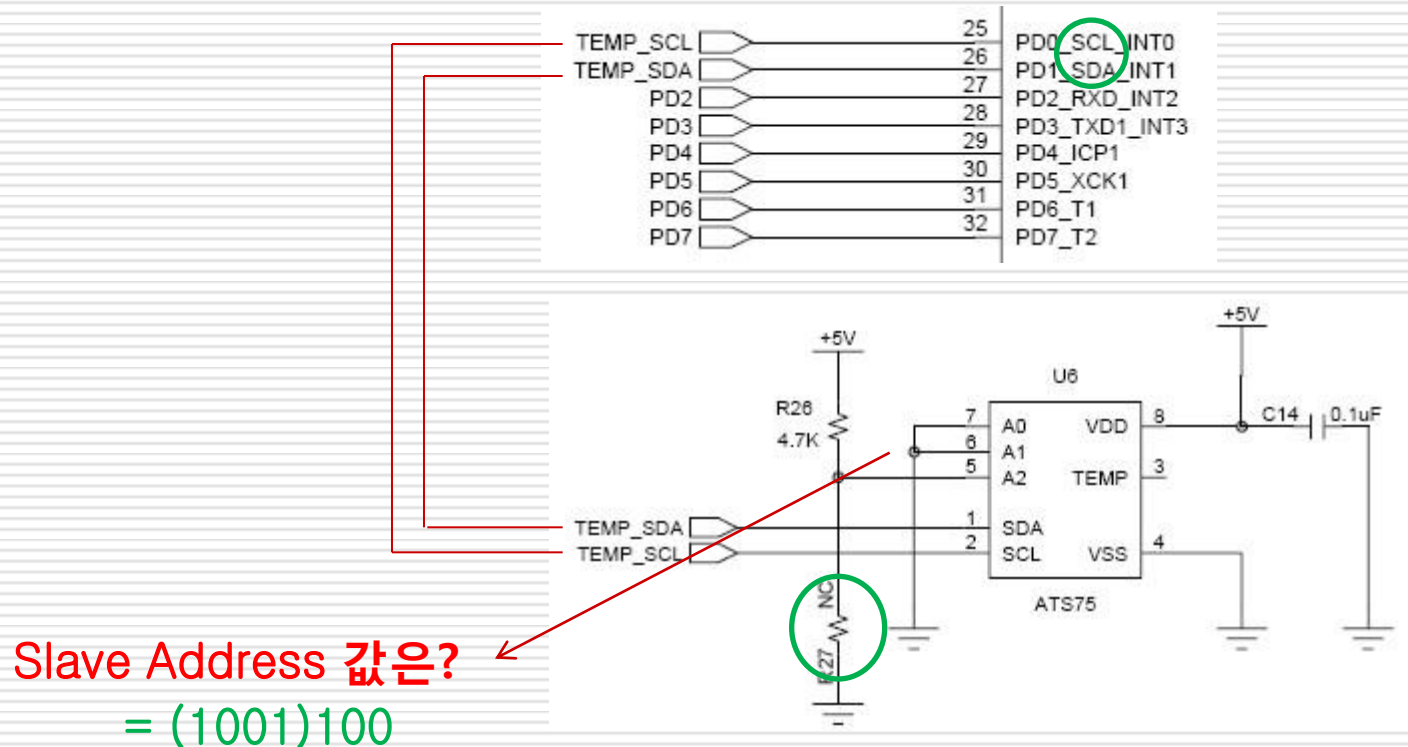 TEMP_SCL 25 PD0_SCL_INT0
TEMP_SDA 26 PD1_SDA_INT1
PD2 27 PD2_RXD_INT2
PD3 28 PD3_TXD1_INT3
PD4 29 PD4_ICP1
PD5 30 PD5_XCK1
PD6 31 PD6_T1
PD7 32 PD7_T2
+5V
+5V
U6
R26
4.7K
7 A0 VDD 8
C14 0.1uF
6 A1
5 A2 TEMP 3
TEMP_SDA 1 SDA
TEMP_SCL 2 SCL VSS 4
NC
ATS75
R27
Slave Address 값은?
= (1001)100